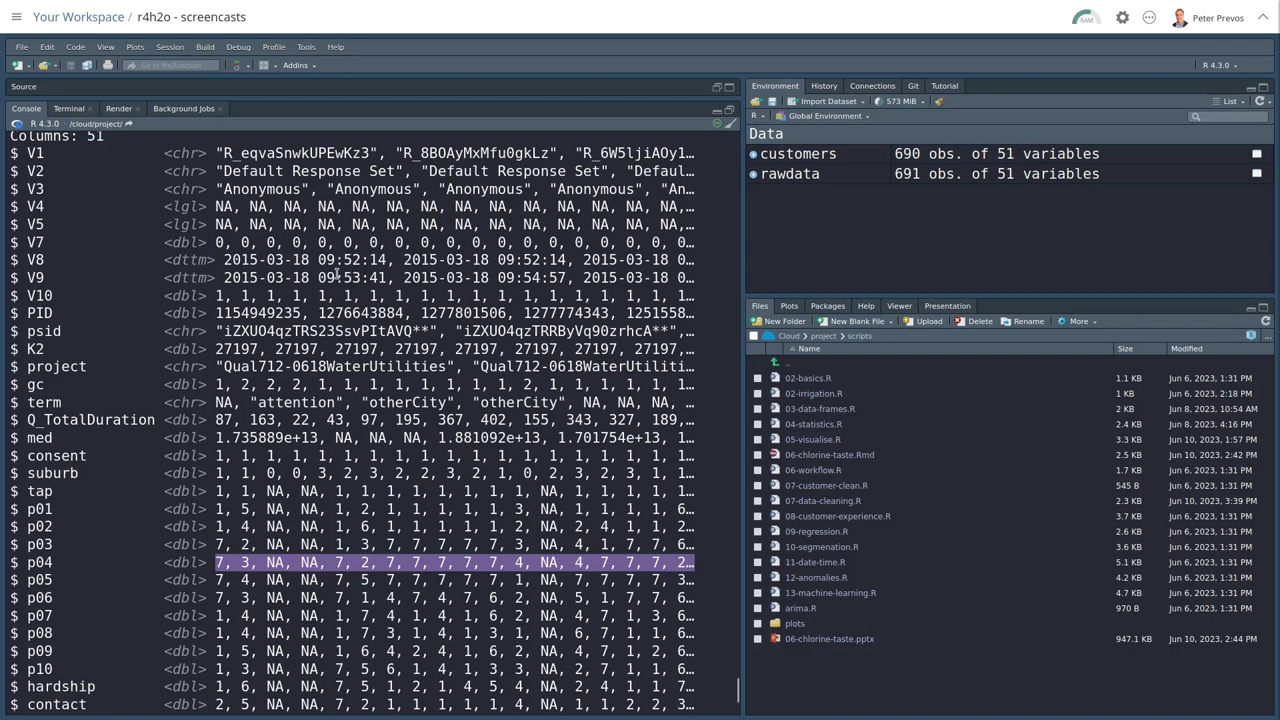 Your Workspace / r4h2o - screencasts
RAM
Peter Prevos
File Edit Code View Plots Session Build Debug Profile Tools Help
Go to file/function
Addins
R 4.3.0
Source
Console Terminal Render Background Jobs
R 4.3.0 · /cloud/project/
Columns: 51
$ V1 <chr> "R_eqvaSnwkUPEwKz3", "R_8BOAyMxMfu0gkLz", "R_6W5ljiAOy1…
$ V2 <chr> "Default Response Set", "Default Response Set", "Defaul…
$ V3 <chr> "Anonymous", "Anonymous", "Anonymous", "Anonymous", "An…
$ V4 <lgl> NA, NA, NA, NA, NA, NA, NA, NA, NA, NA, NA, NA, NA, NA,…
$ V5 <lgl> NA, NA, NA, NA, NA, NA, NA, NA, NA, NA, NA, NA, NA, NA,…
$ V7 <dbl> 0, 0, 0, 0, 0, 0, 0, 0, 0, 0, 0, 0, 0, 0, 0, 0, 0, 0, 0…
$ V8 <dttm> 2015-03-18 09:52:14, 2015-03-18 09:52:14, 2015-03-18 0…
$ V9 <dttm> 2015-03-18 09:53:41, 2015-03-18 09:54:57, 2015-03-18 0…
$ V10 <dbl> 1, 1, 1, 1, 1, 1, 1, 1, 1, 1, 1, 1, 1, 1, 1, 1, 1, 1, 1…
$ PID <dbl> 1154949235, 1276643884, 1277801506, 1277774343, 1251558…
$ psid <chr> "iZXUO4qzTRS23SsvFltAVQ**", "iZXUO4qzTRRByVq90zrhcA**",…
$ K2 <dbl> 27197, 27197, 27197, 27197, 27197, 27197, 27197, 27197,…
$ project <chr> "Qual712-0618WaterUtilities", "Qual712-0618WaterUtiliti…
$ gc <dbl> 1, 2, 2, 2, 1, 1, 1, 1, 1, 1, 1, 1, 2, 1, 1, 1, 1, 1, 1…
$ term <chr> NA, "attention", "otherCity", "otherCity", NA, NA, NA, …
$ Q_TotalDuration <dbl> 87, 163, 22, 43, 97, 195, 367, 402, 155, 343, 327, 189,…
$ med <dbl> 1.735889e+13, NA, NA, NA, 1.881092e+13, 1.701754e+13, 1…
$ consent <dbl> 1, 1, 1, 1, 1, 1, 1, 1, 1, 1, 1, 1, 1, 1, 1, 1, 1, 1, 1…
$ suburb <dbl> 1, 1, 0, 0, 3, 2, 3, 2, 2, 3, 2, 1, 0, 2, 3, 2, 3, 1, 1…
$ tap <dbl> 1, 1, NA, NA, 1, 1, 1, 1, 1, 1, 1, 1, NA, 1, 1, 1, 1, 1…
$ p01 <dbl> 1, 5, NA, NA, 1, 2, 1, 1, 1, 1, 1, 3, NA, 1, 1, 1, 1, 1…
$ p02 <dbl> 1, 4, NA, NA, 1, 6, 1, 1, 1, 1, 1, 2, NA, 2, 4, 1, 1, 2…
$ p03 <dbl> 7, 2, NA, NA, 1, 3, 7, 7, 7, 7, 7, 3, NA, 4, 1, 7, 7, 6…
$ p04 <dbl> 7, 3, NA, NA, 7, 2, 7, 7, 7, 7, 7, 4, NA, 4, 7, 7, 7, 2…
$ p05 <dbl> 7, 4, NA, NA, 7, 5, 7, 7, 7, 7, 7, 1, NA, 7, 7, 7, 7, 3…
$ p06 <dbl> 7, 3, NA, NA, 7, 1, 4, 7, 4, 7, 6, 2, NA, 5, 1, 7, 7, 6…
$ p07 <dbl> 1, 4, NA, NA, 1, 4, 1, 4, 1, 1, 6, 2, NA, 4, 7, 1, 3, 6…
$ p08 <dbl> 1, 4, NA, NA, 1, 7, 3, 1, 4, 1, 3, 1, NA, 6, 7, 1, 1, 6…
$ p09 <dbl> 1, 5, NA, NA, 1, 6, 4, 2, 4, 1, 6, 2, NA, 4, 7, 1, 1, 6…
$ p10 <dbl> 1, 3, NA, NA, 7, 5, 6, 1, 4, 1, 3, 1, NA, 2, 7, 1, 2, 6…
$ hardship <dbl> 1, 6, NA, NA, 7, 5, 1, 2, 1, 4, 5, 4, NA, 2, 4, 1, 1, 7…
$ contact <dbl> 2, 5, NA, NA, 7, 2, 1, 1, 1, 1, 1, 4, NA, 1, 1, 2, 2, 3…
Environment History Connections Git Tutorial
Import Dataset 573 MiB List
R Global Environment
Data
customers 690 obs. of 51 variables
rawdata 691 obs. of 51 variables
Files Plots Packages Help Viewer Presentation
New Folder New Blank File Upload Delete Rename More
Cloud project scripts
Name Size Modified
..
02-basics.R 1.1 KB Jun 6, 2023, 1:31 PM
02-irrigation.R 1 KB Jun 6, 2023, 2:18 PM
03-data-frames.R 2 KB Jun 8, 2023, 10:54 AM
04-statistics.R 2.4 KB Jun 8, 2023, 4:16 PM
05-visualise.R 3.3 KB Jun 10, 2023, 1:57 PM
06-chlorine-taste.Rmd 2.5 KB Jun 10, 2023, 2:42 PM
06-workflow.R 1.7 KB Jun 6, 2023, 1:31 PM
07-customer-clean.R 545 B Jun 6, 2023, 1:31 PM
07-data-cleaning.R 2.3 KB Jun 10, 2023, 3:39 PM
08-customer-experience.R 2.6 KB Jun 6, 2023, 1:31 PM
09-regression.R 2.6 KB Jun 6, 2023, 1:31 PM
10-segmenation.R 3.6 KB Jun 6, 2023, 1:31 PM
11-date-time.R 5.1 KB Jun 6, 2023, 1:31 PM
12-anomalies.R 4.2 KB Jun 6, 2023, 1:31 PM
13-machine-learning.R 4.7 KB Jun 6, 2023, 1:31 PM
arima.R 970 B Jun 6, 2023, 1:31 PM
plots
06-chlorine-taste.pptx 947.1 KB Jun 10, 2023, 2:44 PM